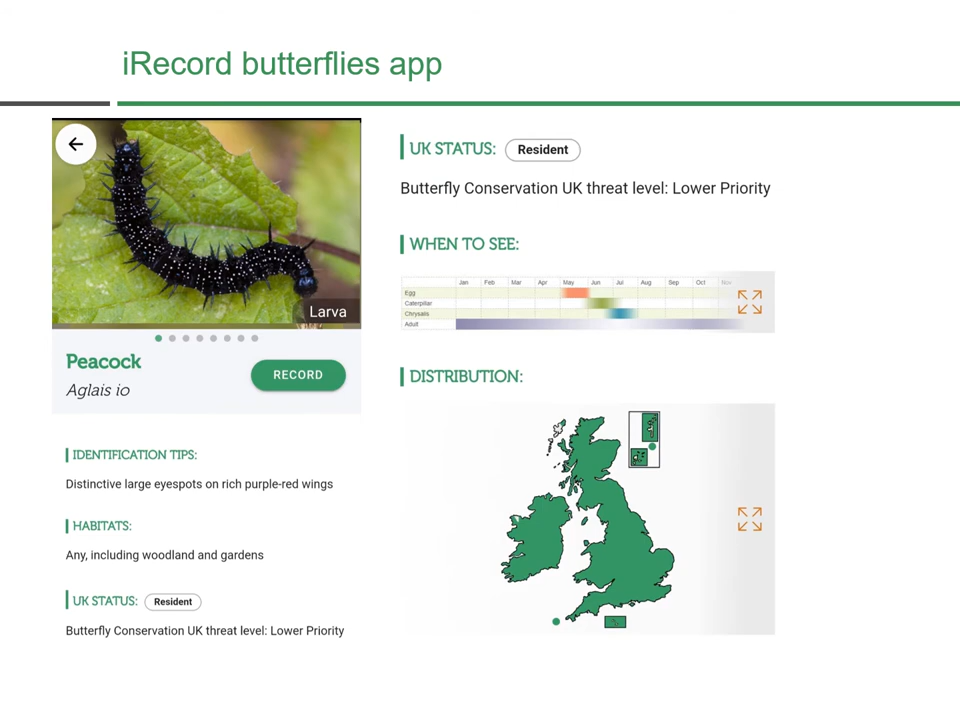 iRecord butterflies app
Larva
Peacock
Aglais io
RECORD
IDENTIFICATION TIPS:
Distinctive large eyespots on rich purple-red wings
HABITATS:
Any, including woodland and gardens
UK STATUS: Resident
Butterfly Conservation UK threat level: Lower Priority
UK STATUS: Resident
Butterfly Conservation UK threat level: Lower Priority
WHEN TO SEE:
Jan Feb Mar Apr May Jun Jul Aug Sep Oct Nov
Egg
Caterpillar
Chrysalis
Adult
DISTRIBUTION: